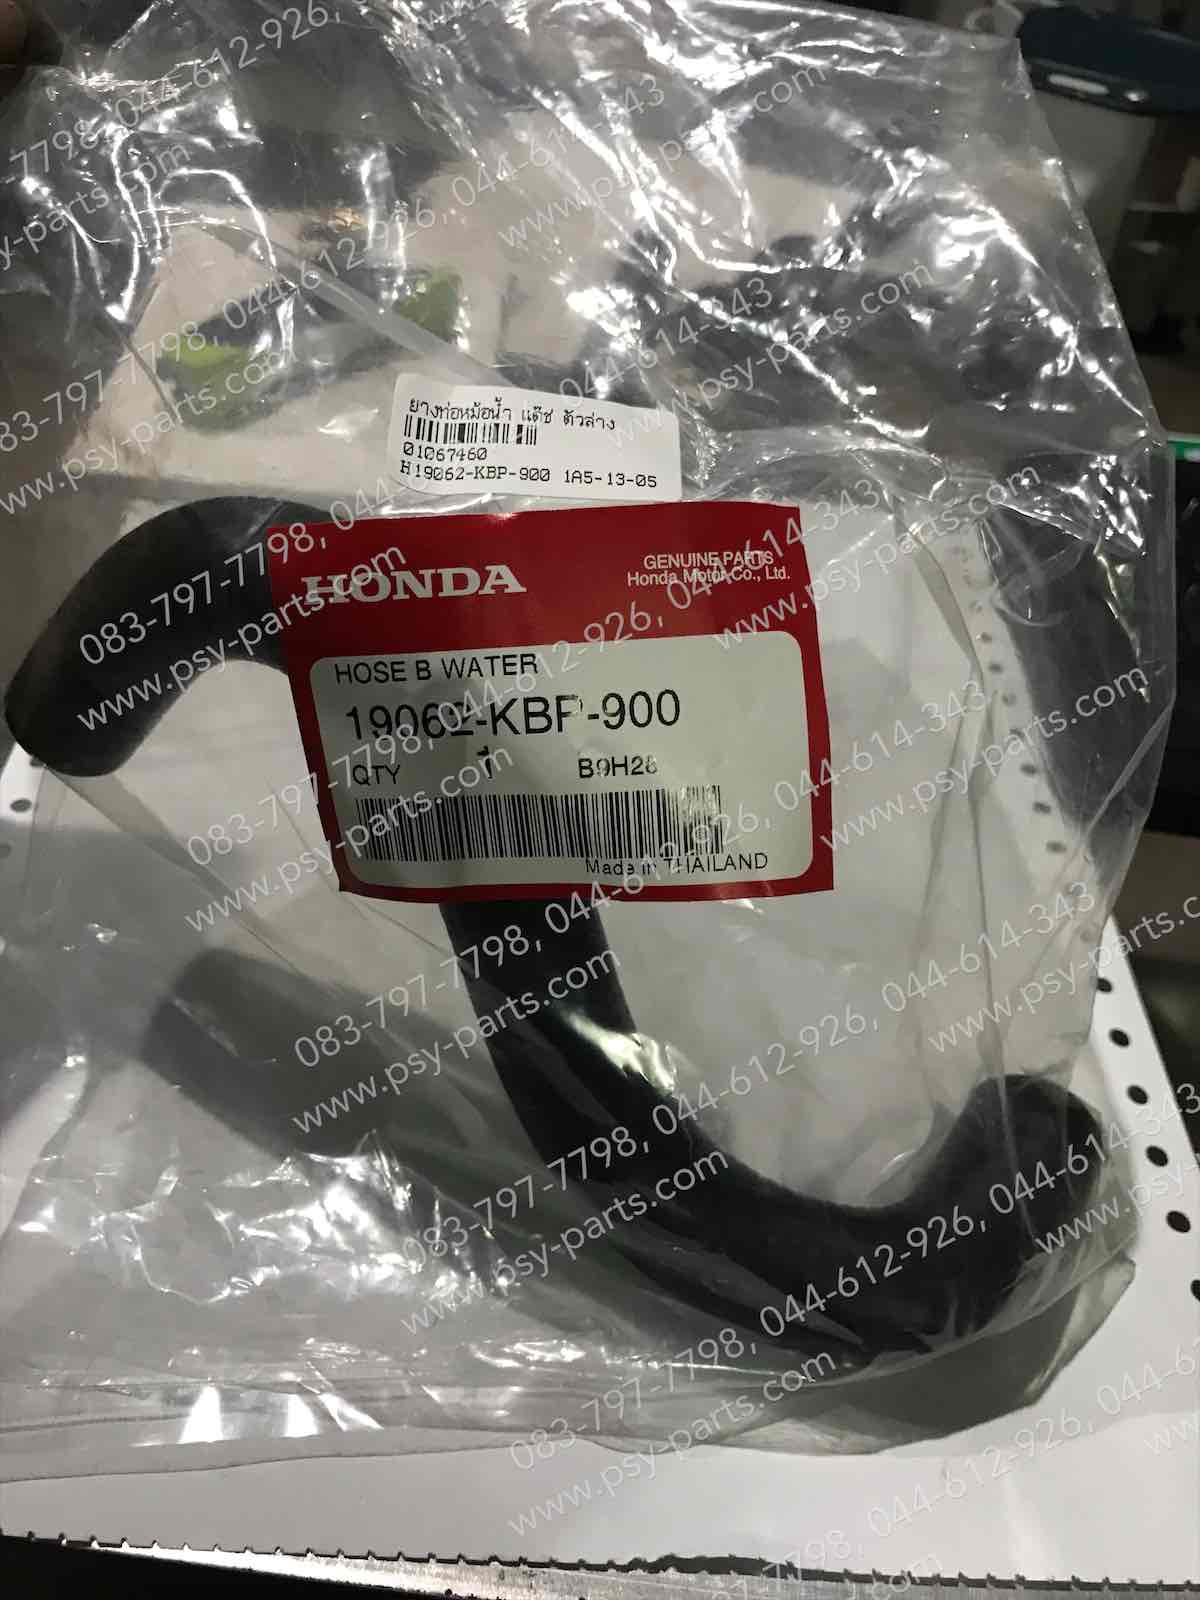 ยางท่อหม้อน้ำ แด๊ช ตัวล่าง
01067460
H19062-KBP-900 1A5-13-05
HONDA
GENUINE PARTS
Honda Motor Co., Ltd.
HOSE B WATER
19062-KBP-900
QTY 1 B9H28
Made in THAILAND
083-797-7798, 044-612-926, 044-614-343
www.psy-parts.com